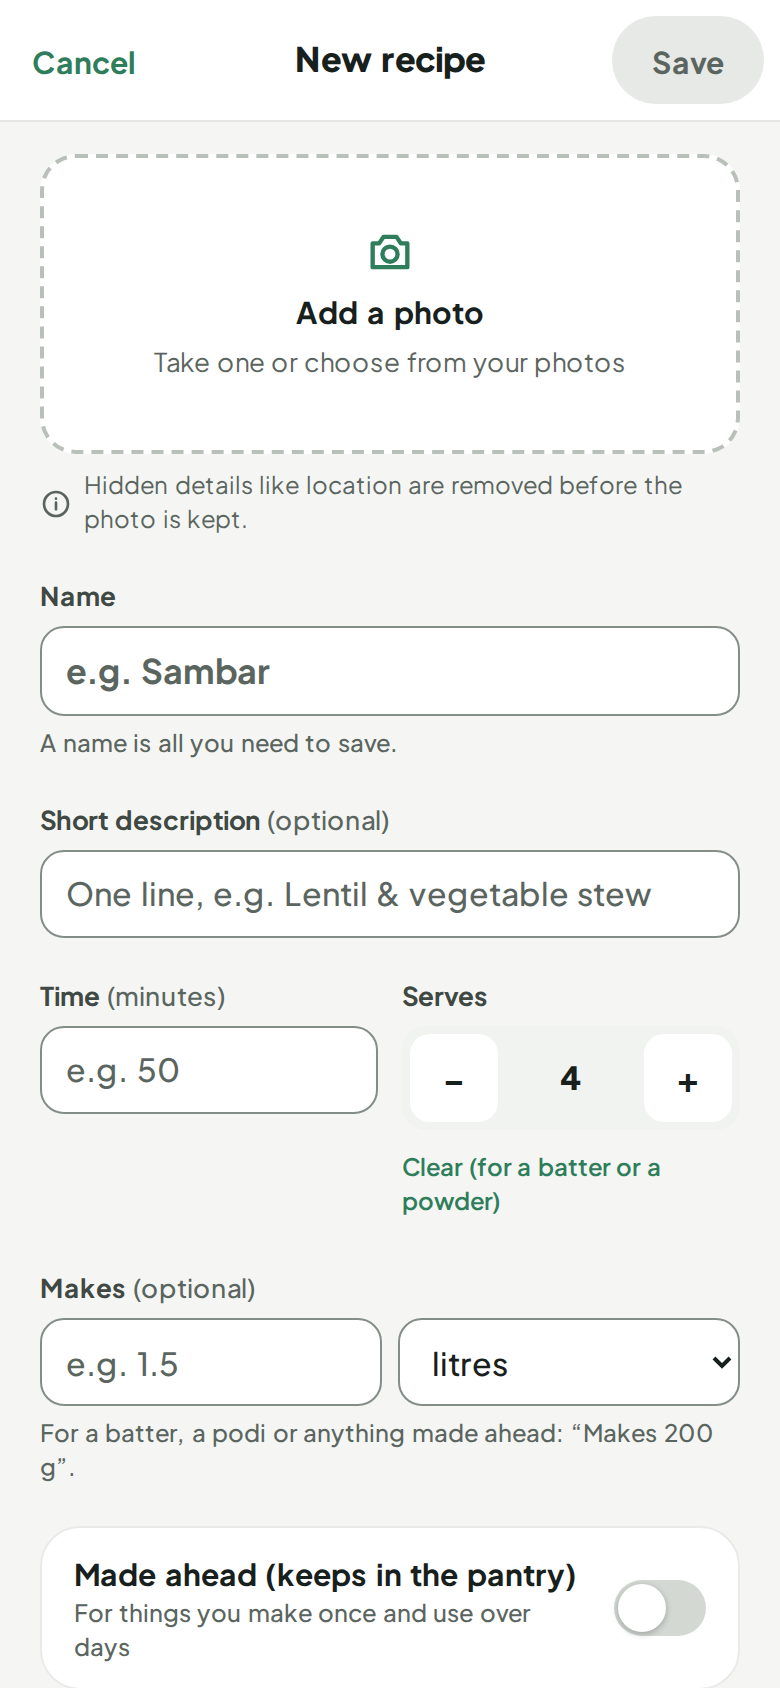 Cancel
New recipe
Save
Add a photo
Take one or choose from your photos
Hidden details like location are removed before the
photo is kept.
Name
e.g. Sambar
A name is all you need to save.
Short description (optional)
One line, e.g. Lentil & vegetable stew
Time (minutes)
Serves
e.g. 50
– 4 +
Clear (for a batter or a
powder)
Makes (optional)
e.g. 1.5
litres
For a batter, a podi or anything made ahead: “Makes 200
g”.
Made ahead (keeps in the pantry)
For things you make once and use over
days